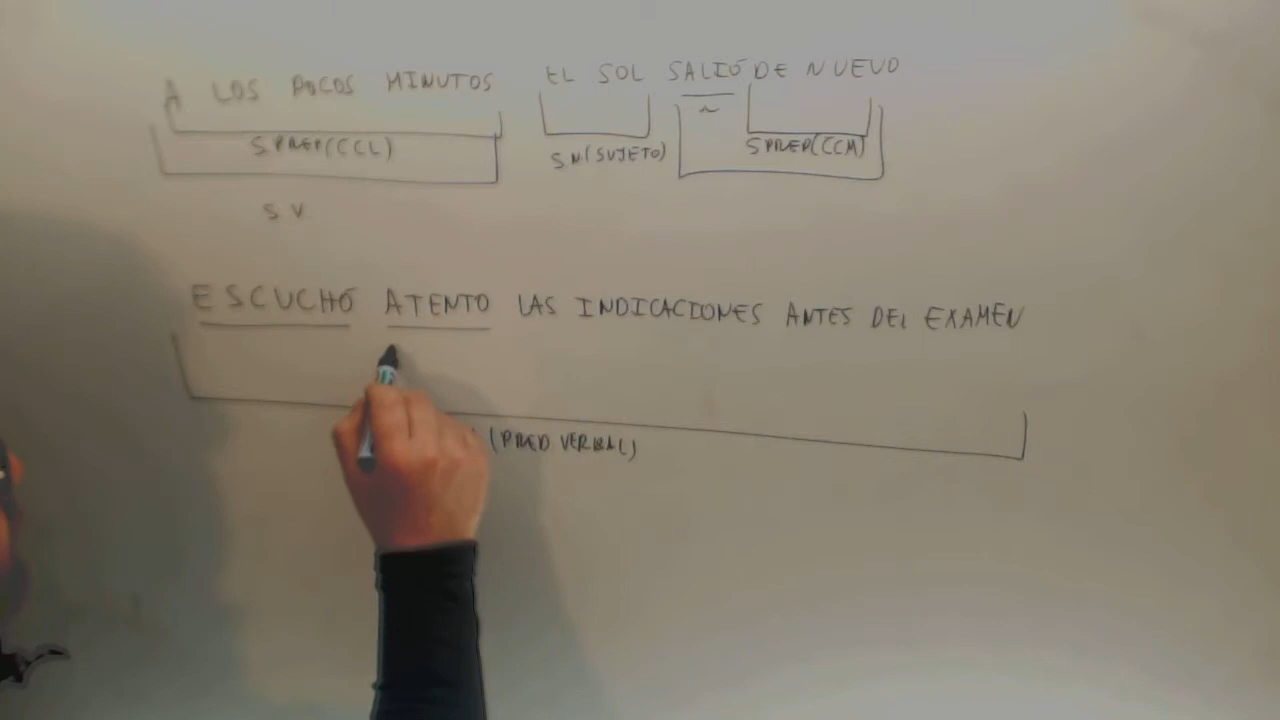 A LOS POCOS MINUTOS EL SOL SALIÓ DE NUEVO
SPREP(CCL) SN(SUJETO) N SPREP(CCM)
SV
ESCUCHÓ ATENTO LAS INDICACIONES ANTES DEL EXAMEN
(PRED VERBAL)